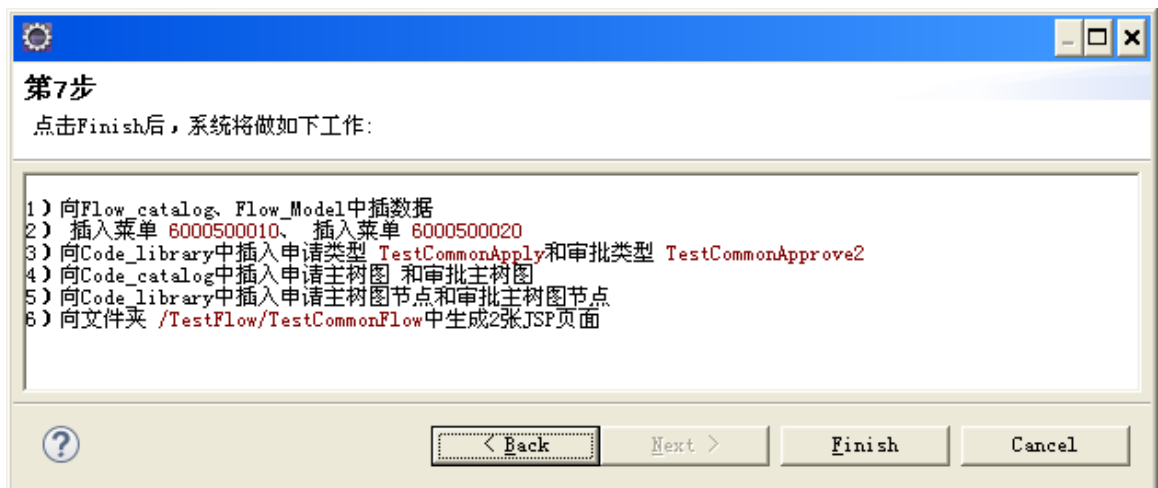 第7步
点击Finish后，系统将做如下工作:
1）向Flow_catalog、Flow_Model中插数据
2） 插入菜单 6000500010、 插入菜单 6000500020
3）向Code_library中插入申请类型 TestCommonApply和审批类型 TestCommonApprove2
4）向Code_catalog中插入申请主树图 和审批主树图
5）向Code_library中插入申请主树图节点和审批主树图节点
6）向文件夹 /TestFlow/TestCommonFlow中生成2张JSP页面
? < Back Next > Finish Cancel